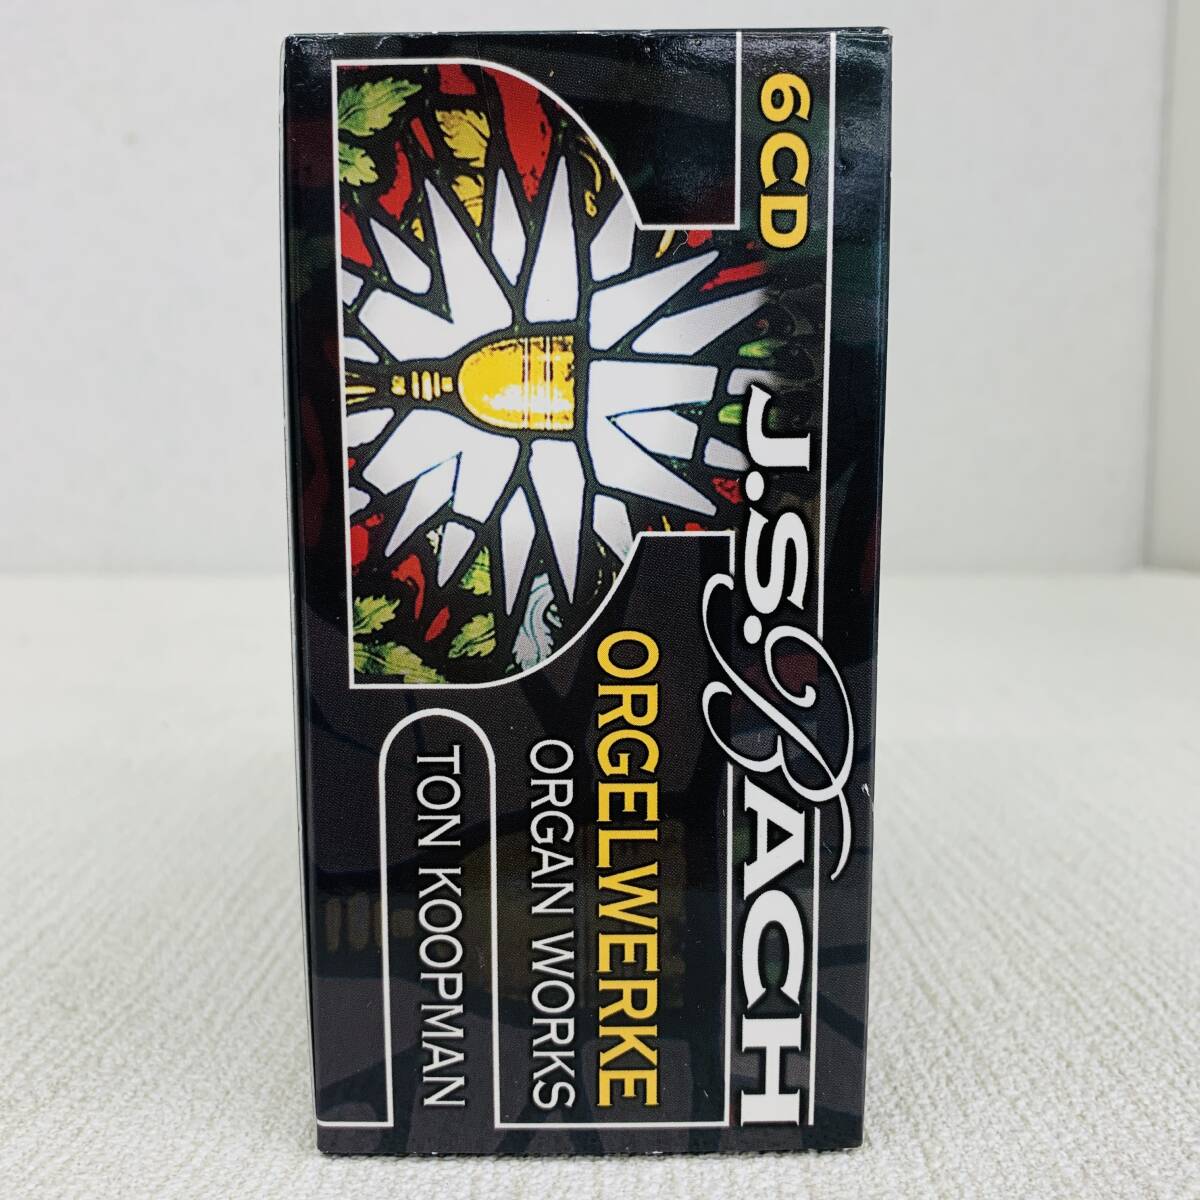 6CD
J.S. BACH
ORGELWERKE
ORGAN WORKS
TON KOOPMAN